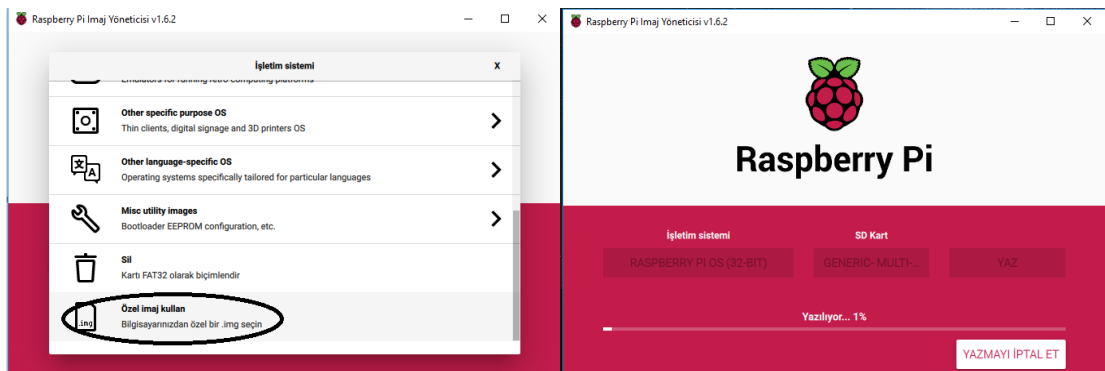 Raspberry Pi Imaj Yöneticisi v1.6.2
İşletim sistemi
x
Emulators for running retro computing platforms
Other specific purpose OS
Thin clients, digital signage and 3D printers OS
Other language-specific OS
Operating systems specifically tailored for particular languages
Misc utility images
Bootloader EEPROM configuration, etc.
Sil
Kartı FAT32 olarak biçimlendir
Özel imaj kullan
.img
Bilgisayarınızdan özel bir .img seçin
Raspberry Pi Imaj Yöneticisi v1.6.2
Raspberry Pi
İşletim sistemi
SD Kart
RASPBERRY PI OS (32-BIT)
GENERIC- MULTI-...
YAZ
Yazılıyor... 1%
YAZMAYI İPTAL ET